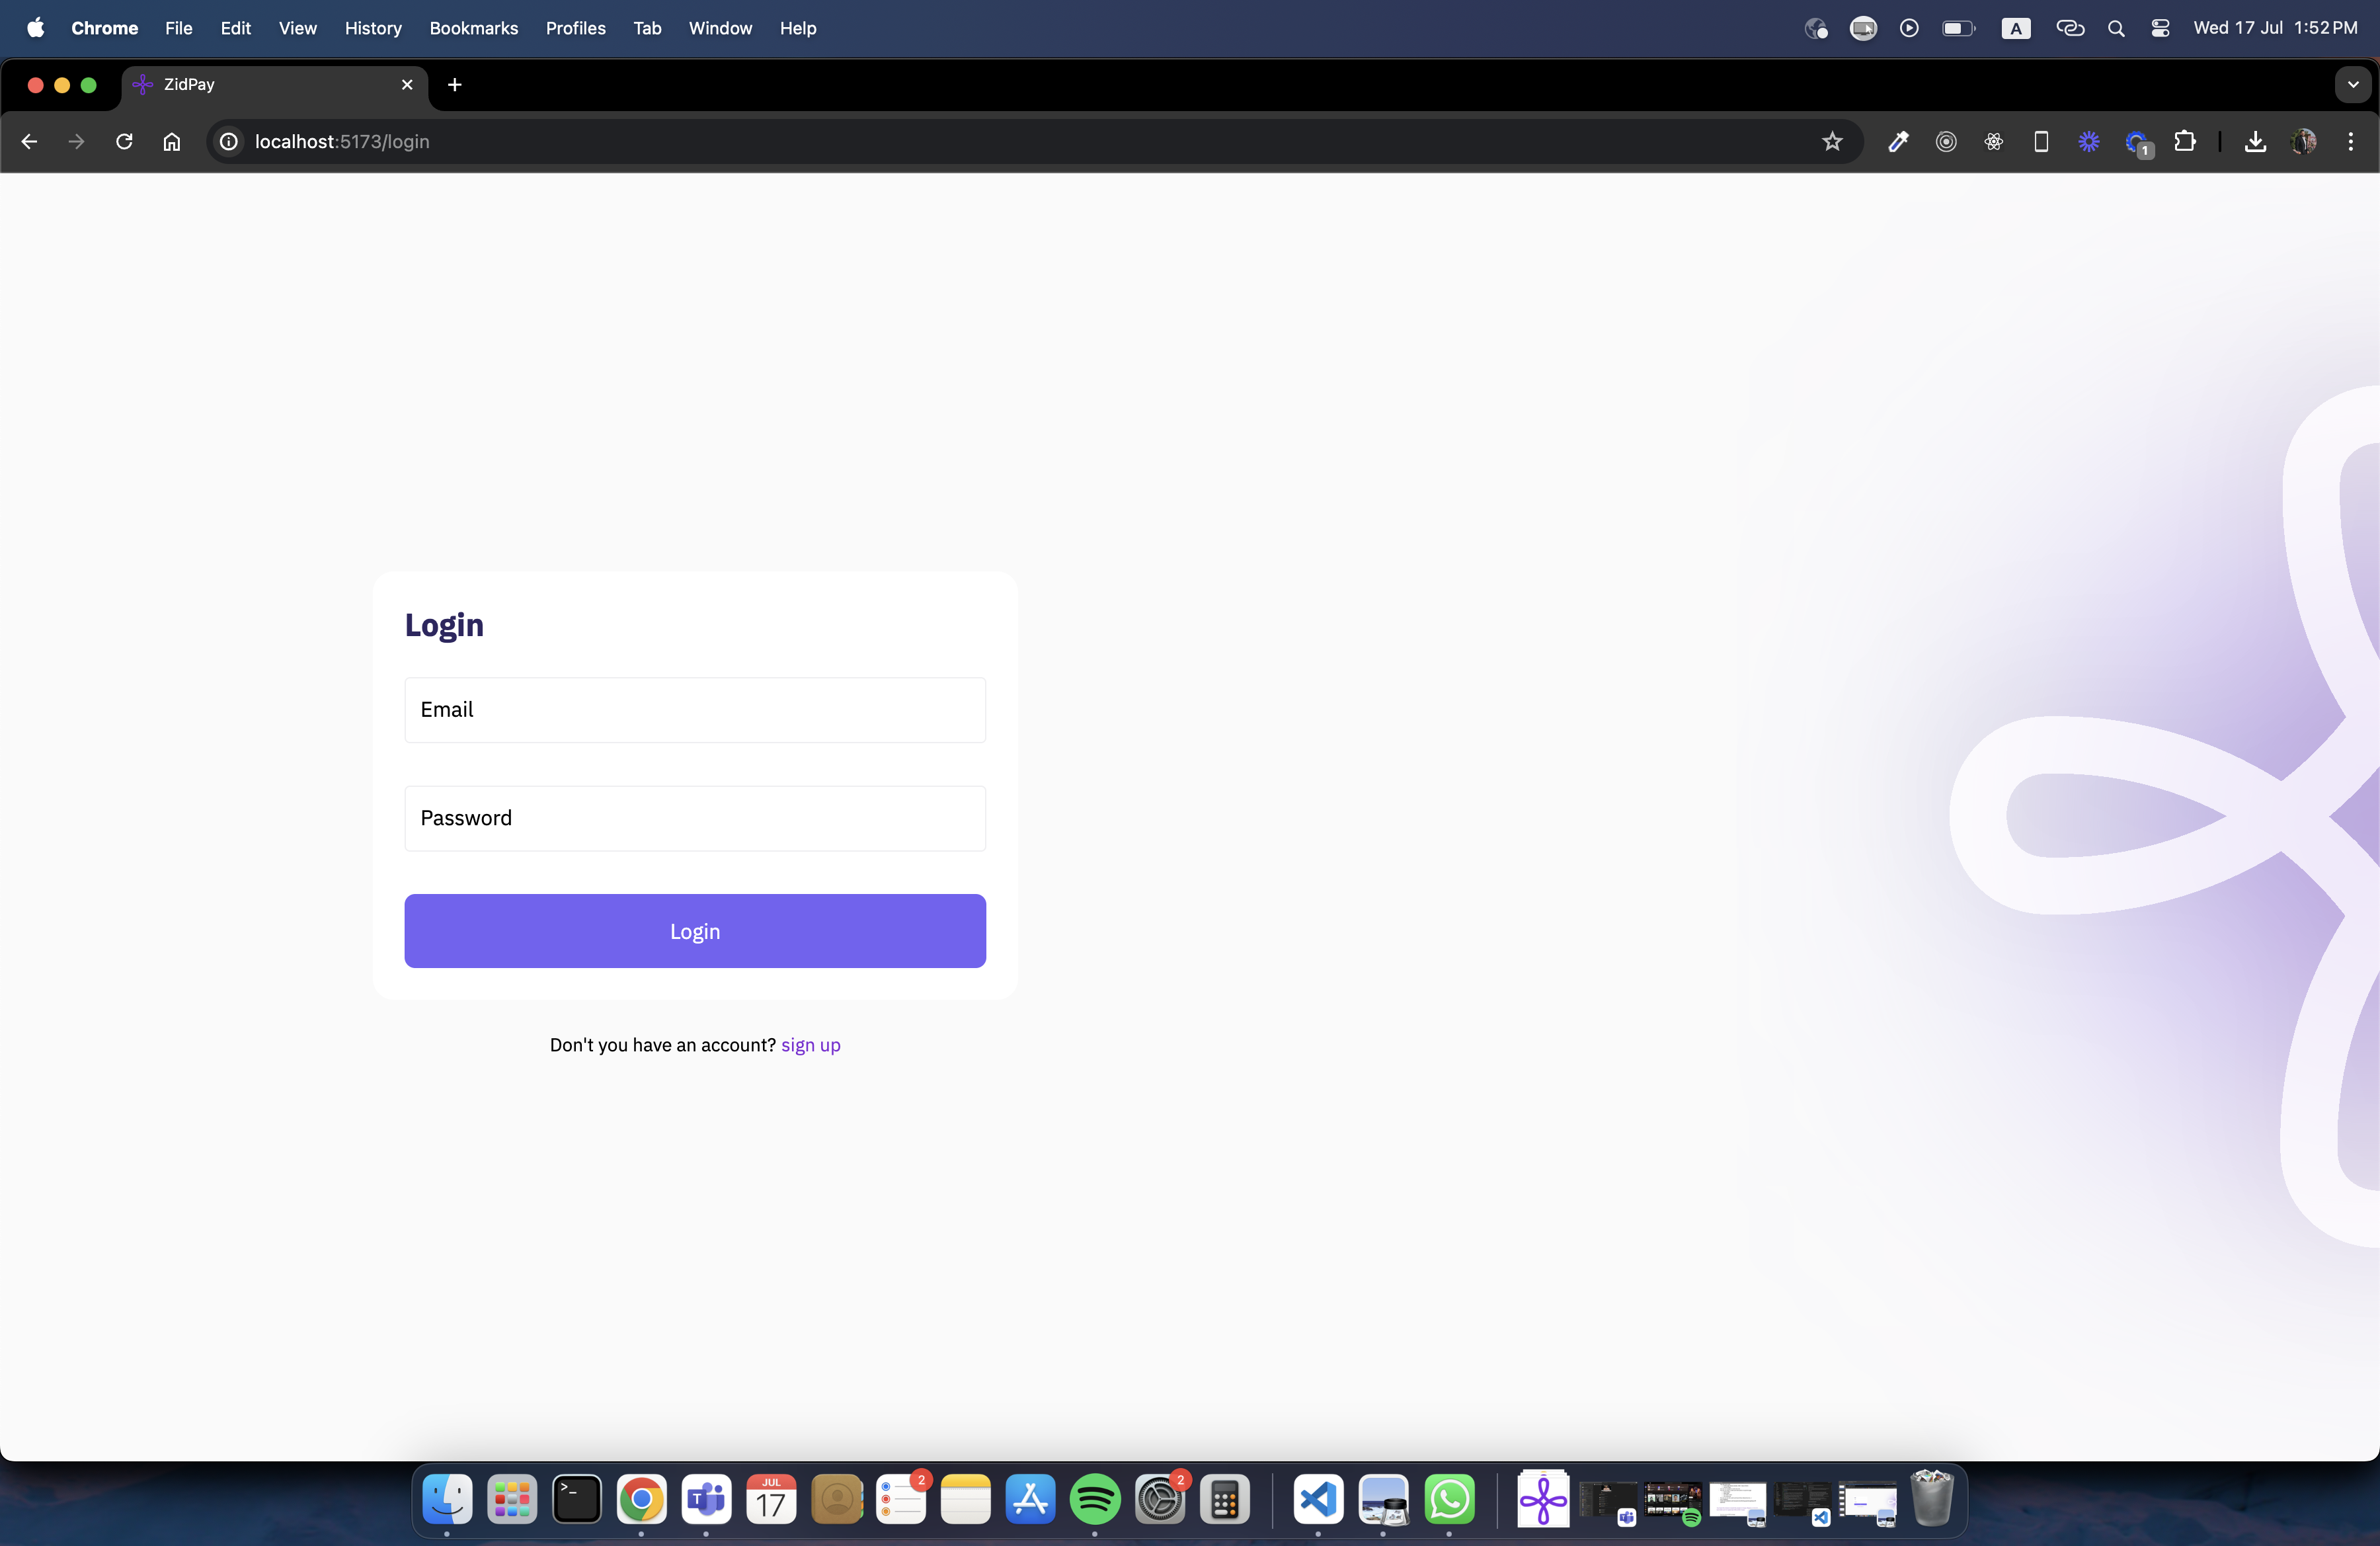 Chrome File Edit View History Bookmarks Profiles Tab Window Help A Wed 17 Jul 1:52 PM
ZidPay
localhost:5173/login
1
Login
Email
Password
Login
Don't you have an account? sign up
>_ T JUL 17 2 2